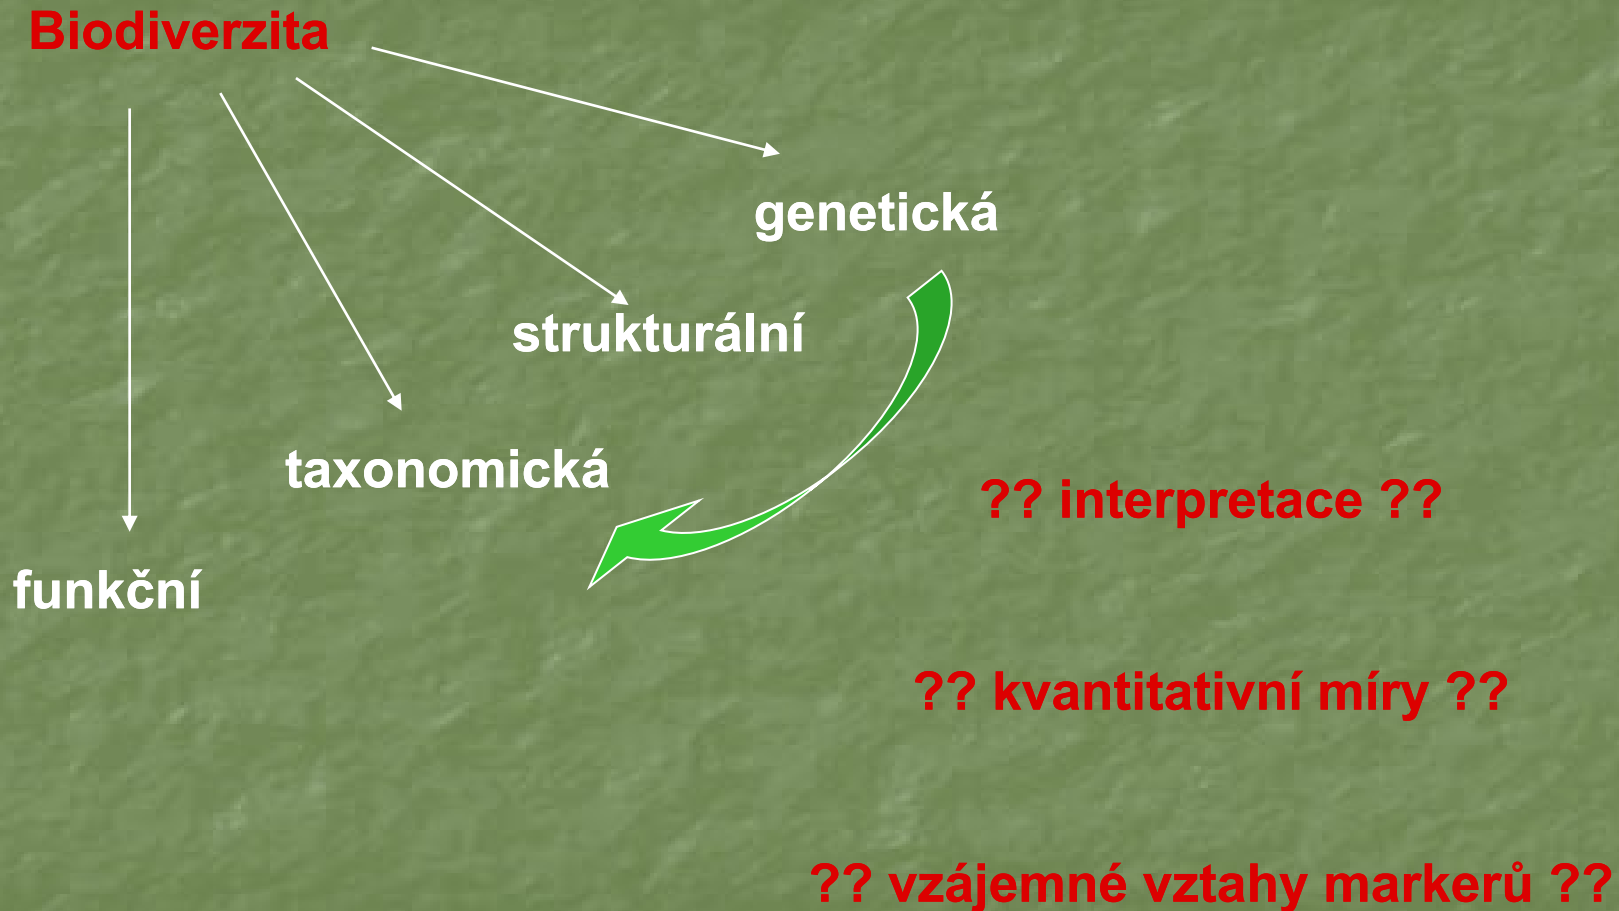 Biodiverzita
genetická
strukturální
taxonomická
?? interpretace ??
funkční
?? kvantitativní míry ??
?? vzájemné vztahy markerů ??